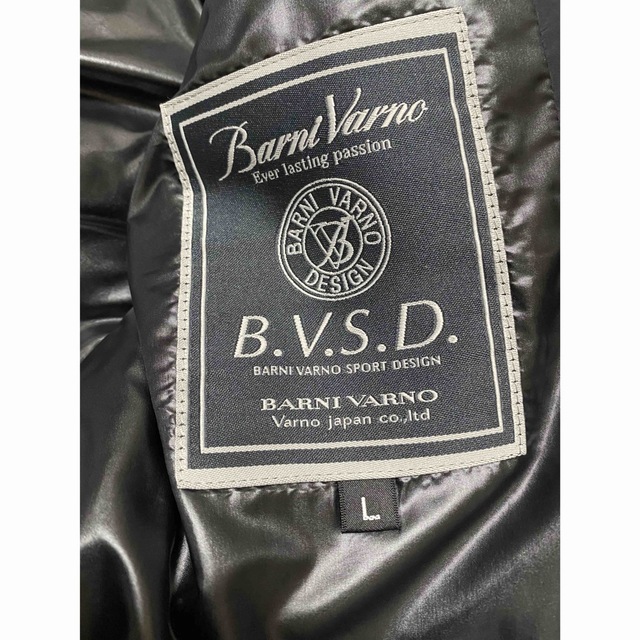 Barni Varno
Ever lasting passion
BARNI VARNO
DESIGN
B.V.S.D.
BARNI VARNO SPORT DESIGN
BARNI VARNO
Varno japan co.,ltd
L